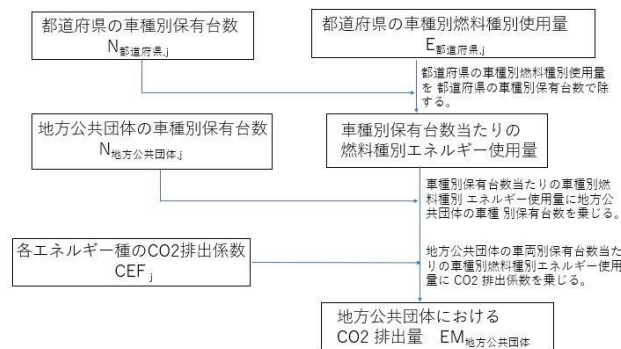 都道府県の車種別保有台数
N都道府県,j
都道府県の車種別燃料種別使用量
E都道府県,j
都道府県の車種別燃料種別使用量
を 都道府県の車種別保有台数で除
する。
地方公共団体の車種別保有台数
N地方公共団体,j
車種別保有台数当たりの
燃料種別エネルギー使用量
車種別保有台数当たりの車種別燃
料種別 エネルギー使用量に地方公
共団体の車種 別保有台数を乗じる。
各エネルギー種のCO2排出係数
CEF j
地方公共団体の車両別保有台数当た
りの車種別燃料種別エネルギー使用
量に CO2 排出係数を乗じる。
地方公共団体における
CO2 排出量 EM地方公共団体